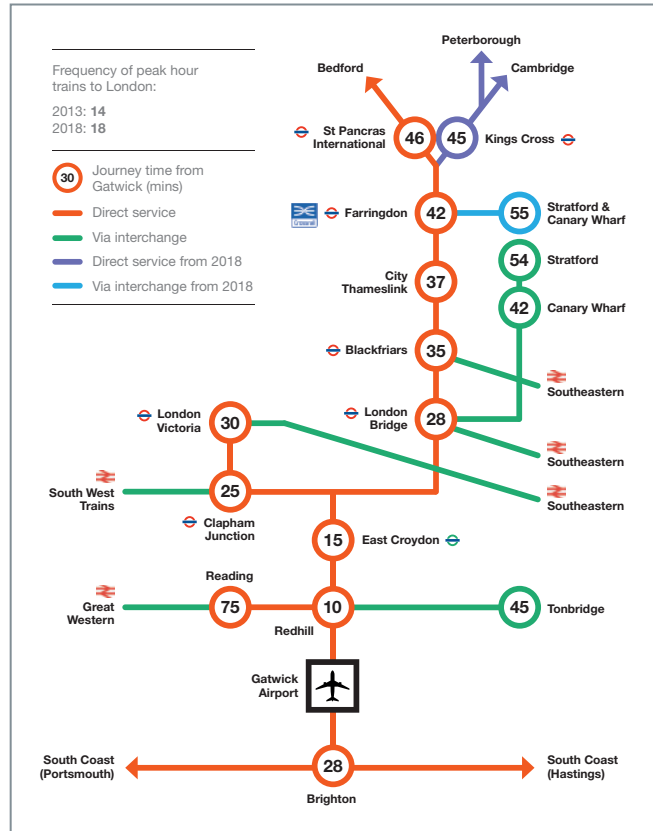 Frequency of peak hour
trains to London:
2013: 14
2018: 18
30
Journey time from
Gatwick (mins)
Direct service
Via interchange
Direct service from 2018
Via interchange from 2018
Peterborough
Bedford
Cambridge
St Pancras
International
46
45
Kings Cross
Crossrail
Farringdon
42
55
Stratford &
Canary Wharf
54
Stratford
City
Thameslink
37
42
Canary Wharf
Blackfriars
35
Southeastern
London
Victoria
30
London
Bridge
28
Southeastern
South West
Trains
25
Southeastern
Clapham
Junction
15
East Croydon
Reading
Great
Western
75
10
45
Tonbridge
Redhill
Gatwick
Airport
South Coast
(Portsmouth)
28
South Coast
(Hastings)
Brighton